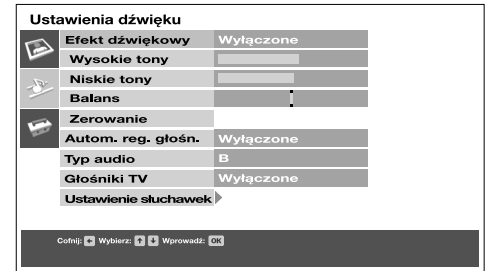 Ustawienia dźwięku
Efekt dźwiękowy Wyłączone
Wysokie tony
Niskie tony
Balans
Zerowanie
Autom. reg. głośn. Wyłączone
Typ audio B
Głośniki TV Wyłączone
Ustawienie słuchawek
Cofnij: Wybierz: Wprowadź: OK